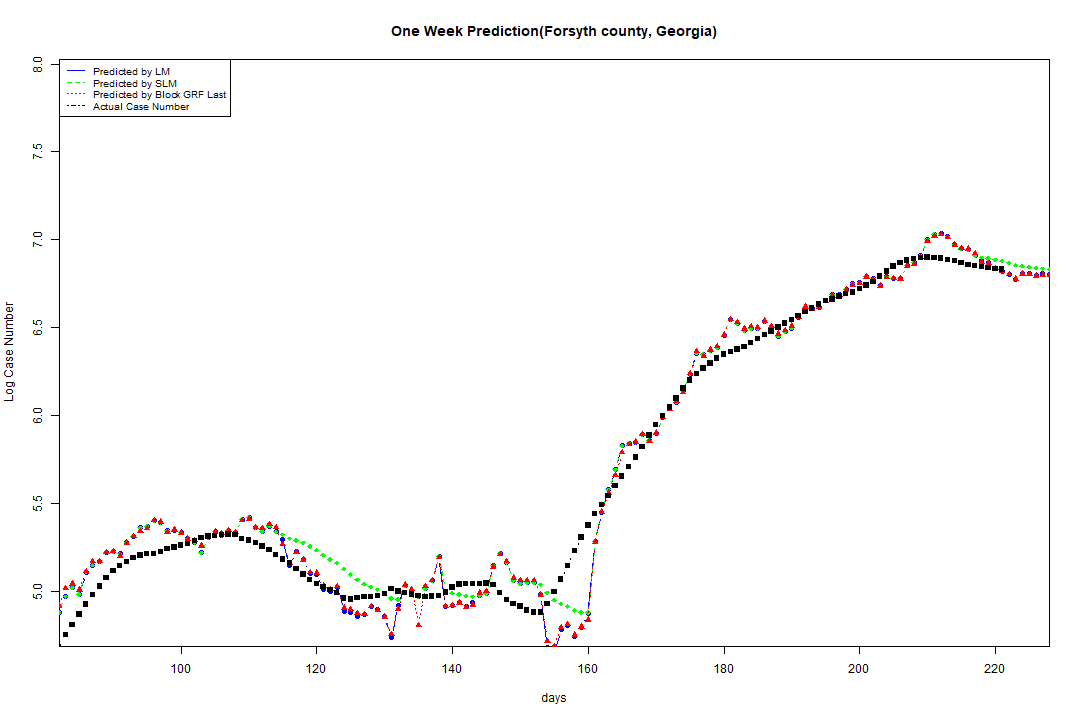 One Week Prediction(Forsyth county, Georgia)
Predicted by LM
Predicted by SLM
Predicted by Block GRF Last
Actual Case Number
8.0
7.5
7.0
6.5
6.0
5.5
5.0
Log Case Number
100 120 140 160 180 200 220
days